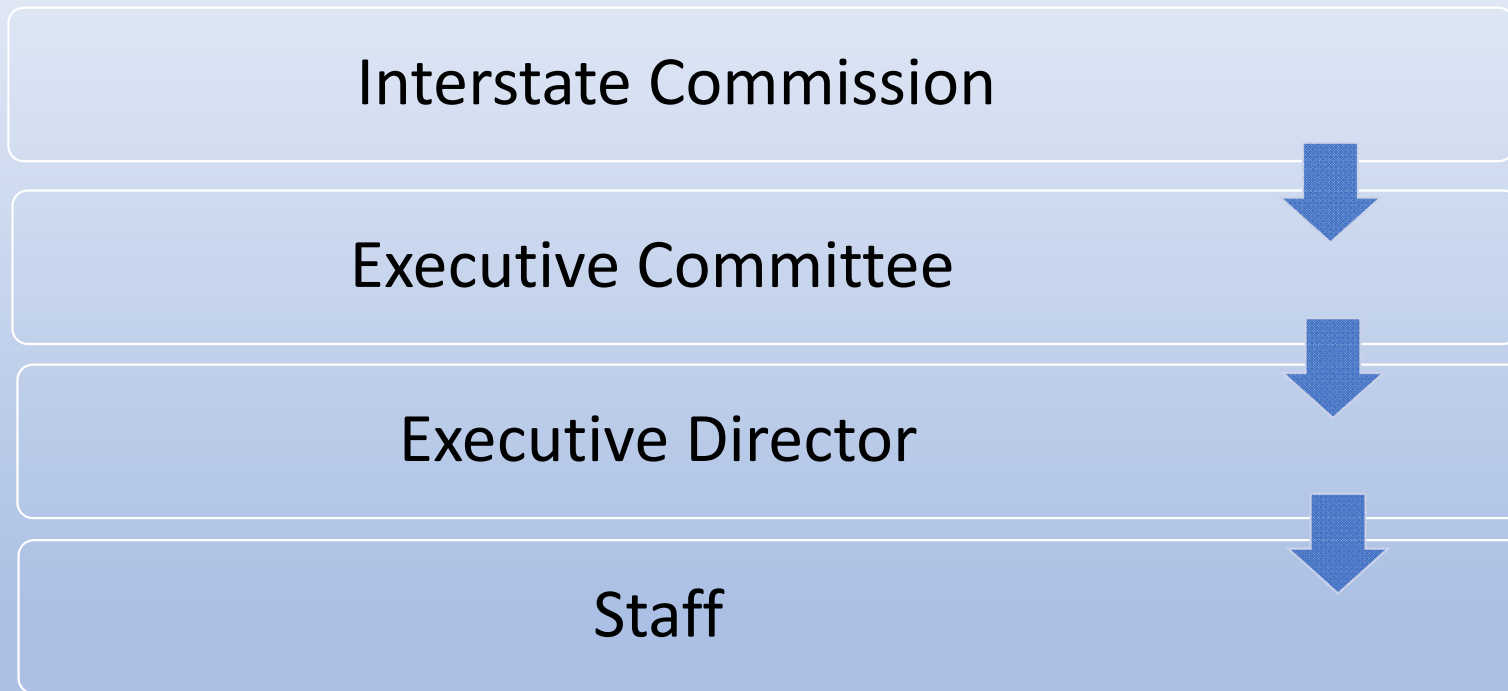 Interstate Commission
Executive Committee
Executive Director
Staff